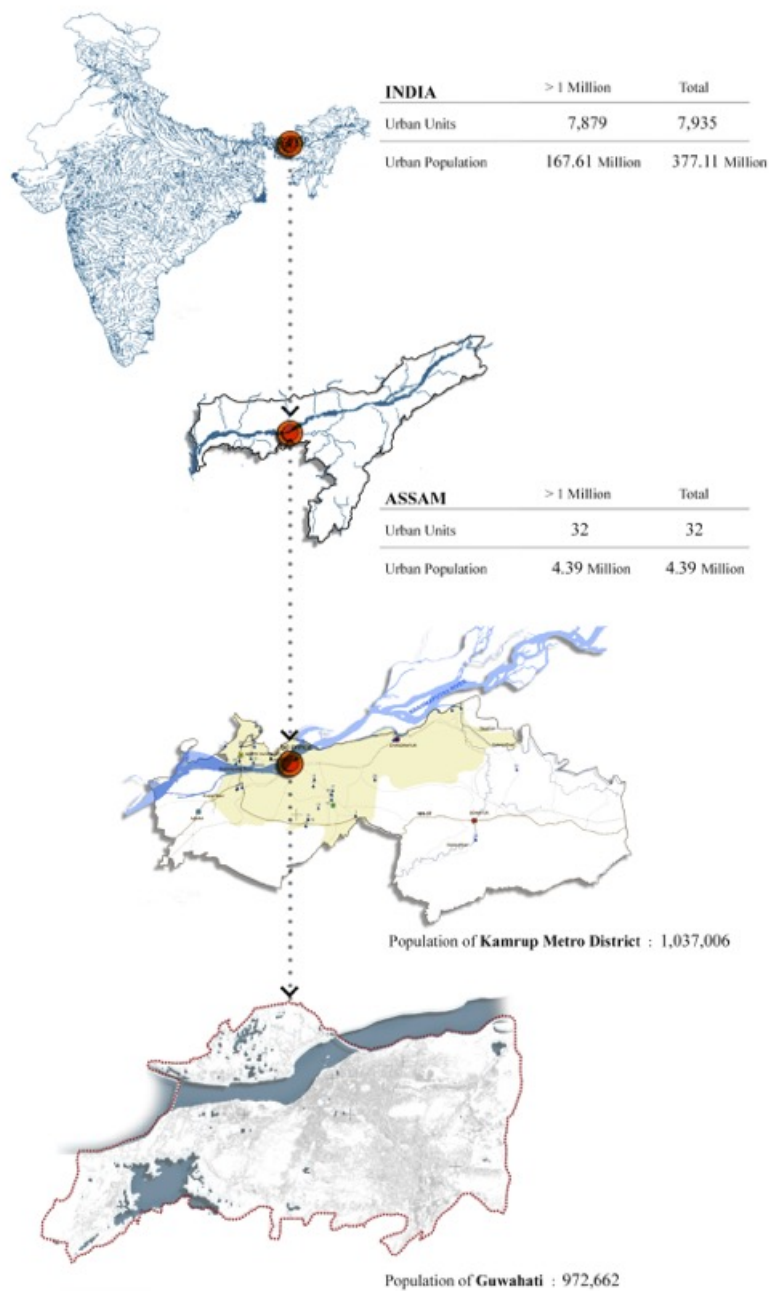 INDIA > 1 Million Total
Urban Units 7,879 7,935
Urban Population 167.61 Million 377.11 Million
ASSAM > 1 Million Total
Urban Units 32 32
Urban Population 4.39 Million 4.39 Million
Population of Kamrup Metro District : 1,037,006
Population of Guwahati : 972,662